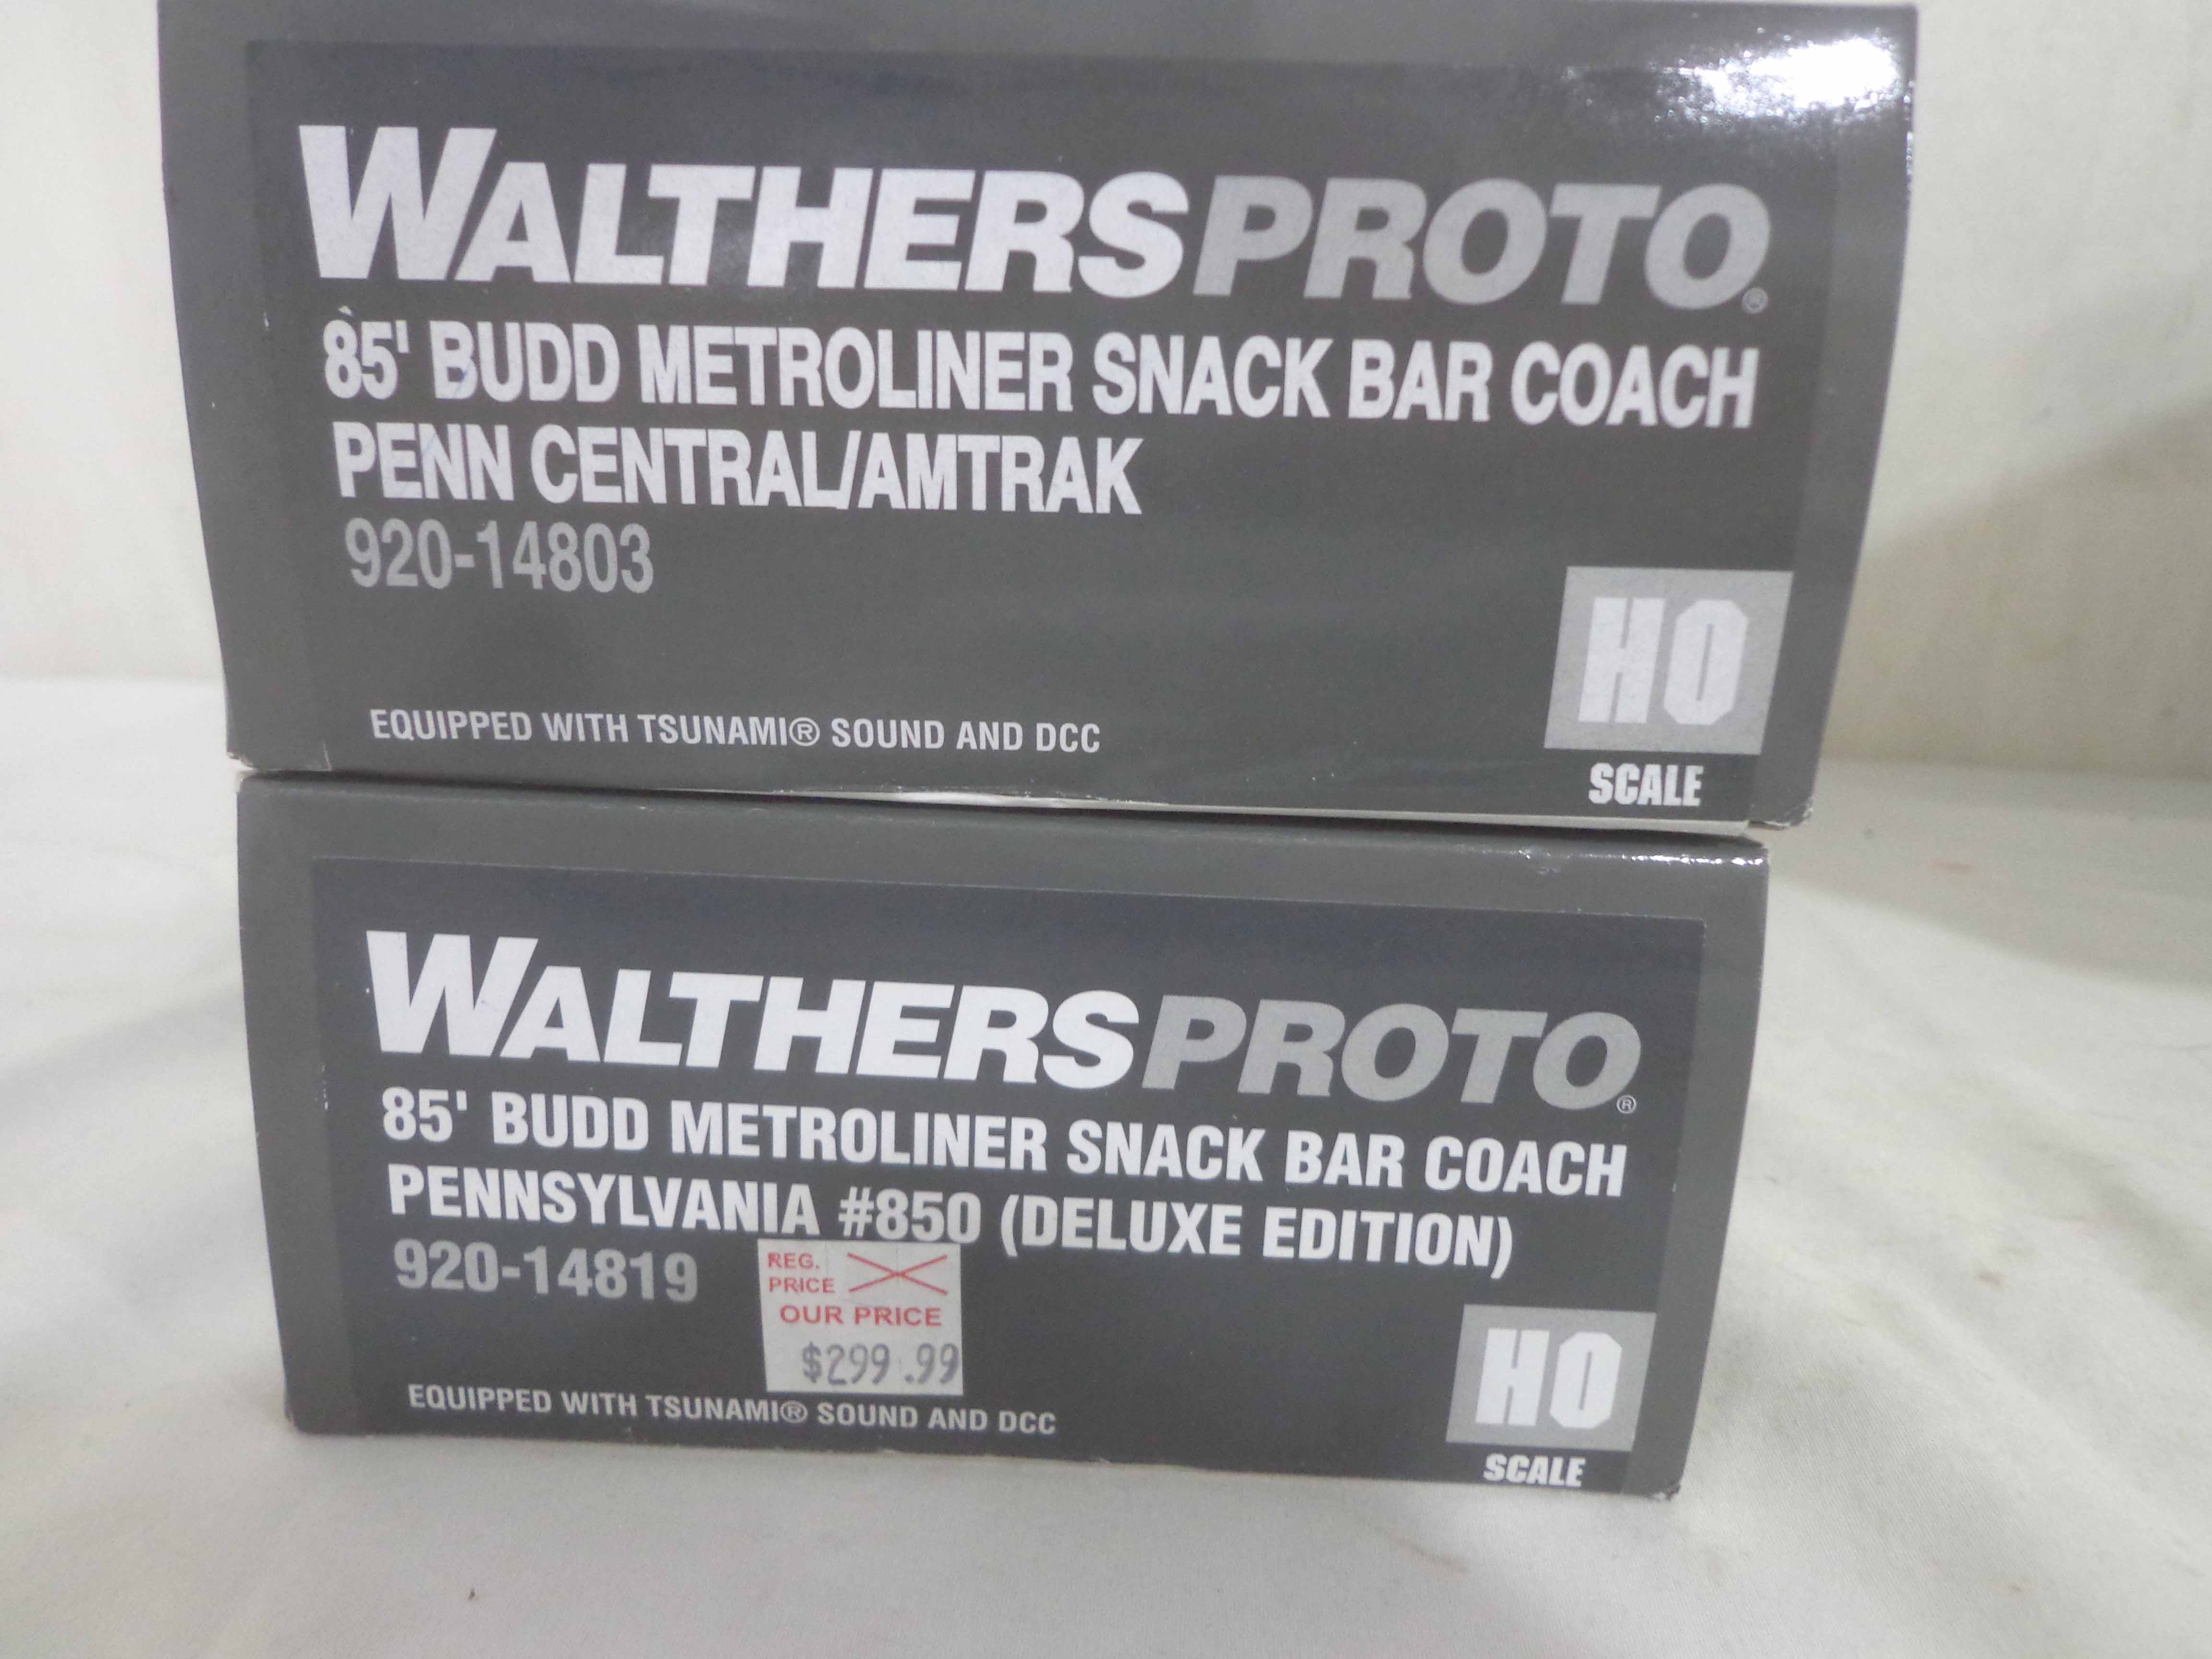 WALTHERSPROTO®
85' BUDD METROLINER SNACK BAR COACH
PENN CENTRAL/AMTRAK
920-14803
EQUIPPED WITH TSUNAMI® SOUND AND DCC
HO
SCALE
WALTHERSPROTO®
85' BUDD METROLINER SNACK BAR COACH
PENNSYLVANIA #850 (DELUXE EDITION)
920-14819
REG.
PRICE
OUR PRICE
$299.99
EQUIPPED WITH TSUNAMI® SOUND AND DCC
HO
SCALE